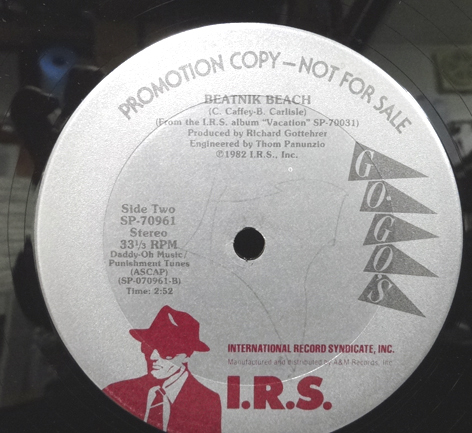 PROMOTION COPY — NOT FOR SALE
BEATNIK BEACH
(C. Caffey-B. Carlisle)
(From the I.R.S. album "Vacation" SP-70031)
Produced by Richard Gottehrer
Engineered by Thom Panunzio
℗1982 I.R.S., Inc.
GO-GO'S
Side Two
SP-70961
Stereo
33⅓ RPM
Daddy-Oh Music/
Punishment Tunes
(ASCAP)
(SP-070961-B)
Time: 2:52
INTERNATIONAL RECORD SYNDICATE, INC.
Manufactured and distributed by A&M Records, Inc.
I.R.S.